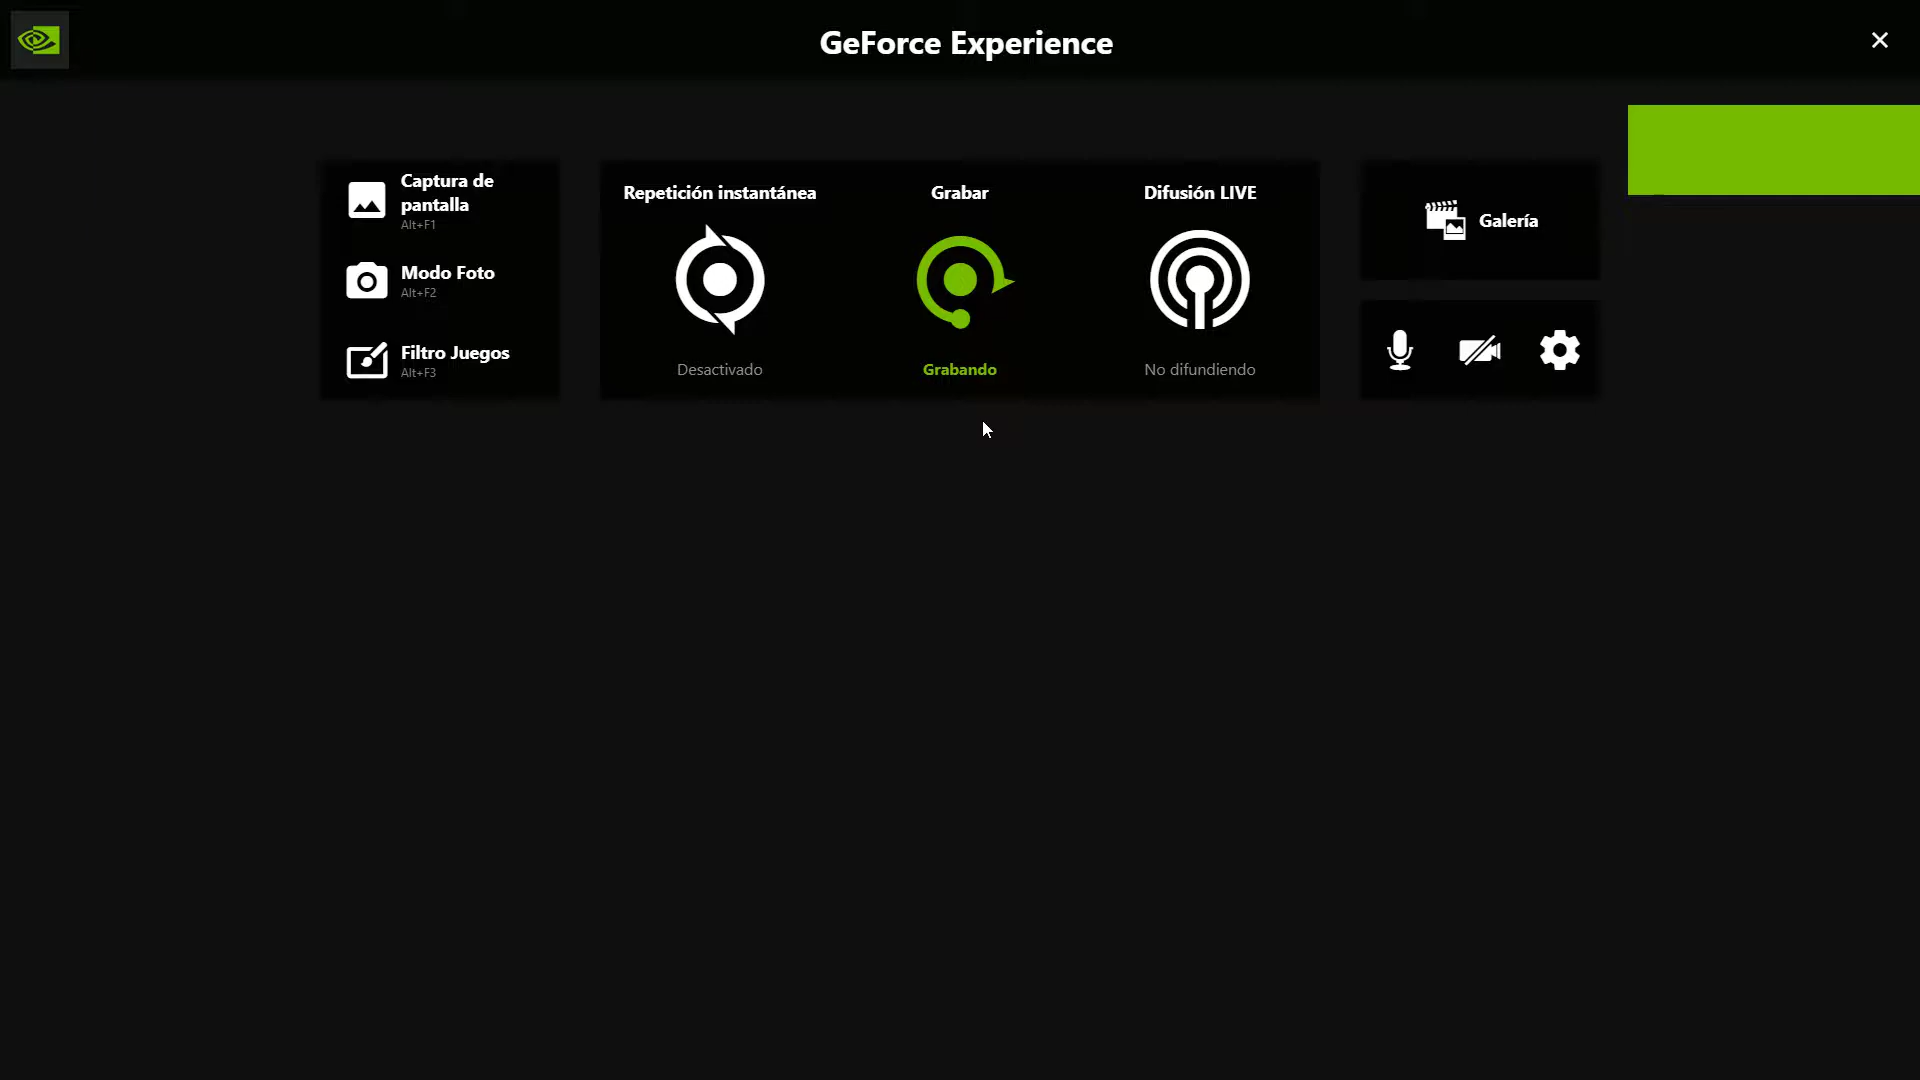 GeForce Experience
Captura de
pantalla
Alt+F1
Modo Foto
Alt+F2
Filtro Juegos
Alt+F3
Repetición instantánea
Desactivado
Grabar
Grabando
Difusión LIVE
No difundiendo
Galería